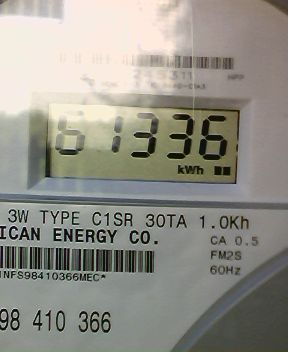 61336
kWh
3W TYPE C1SR 30TA 1.0Kh
ICAN ENERGY CO.
CA 0.5
FM2S
60Hz
INFS98410366MEC*
98 410 366